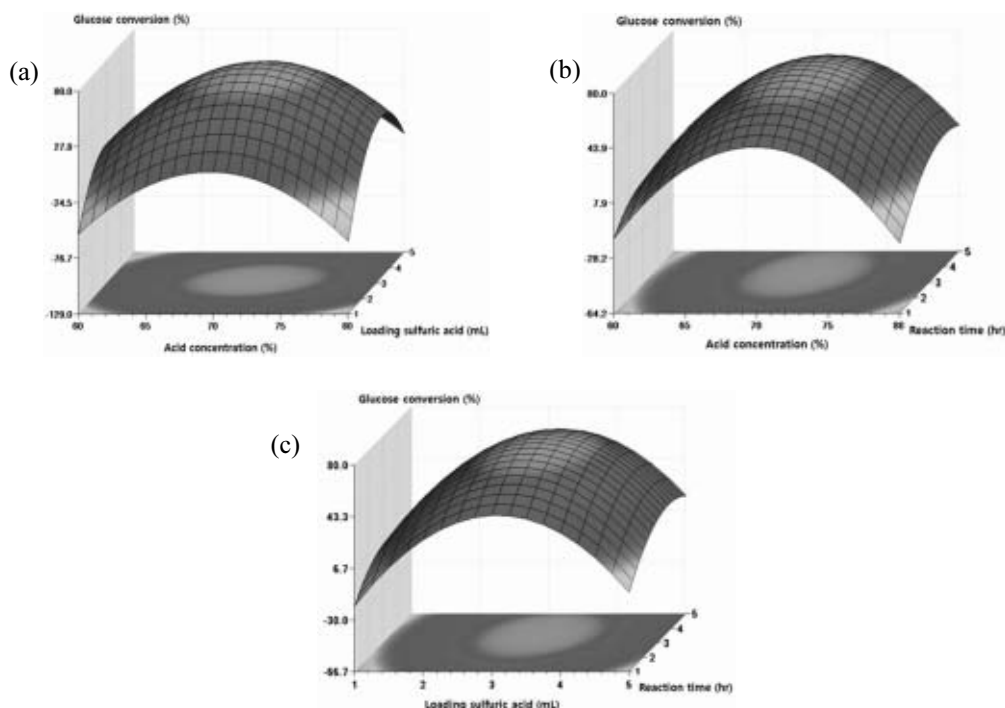 Glucose conversion (%)
(a)
80.0
27.8
-24.5
-76.7
-129.0
60 65 70 75 80
1 2 3 4 5
Loading sulfuric acid (mL)
Acid concentration (%)
Glucose conversion (%)
(b)
80.0
43.9
7.9
-28.2
-64.2
60 65 70 75 80
1 2 3 4 5
Reaction time (hr)
Acid concentration (%)
Glucose conversion (%)
(c)
80.0
43.3
6.7
-30.0
-66.7
1 2 3 4 5
1 2 3 4 5
Reaction time (hr)
Loading sulfuric acid (mL)